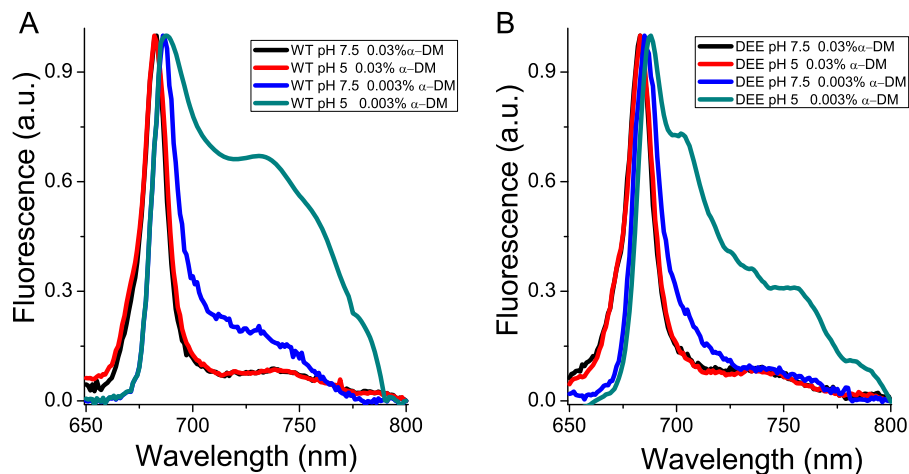 A
WT pH 7.5 0.03%α–DM
WT pH 5 0.03% α–DM
WT pH 7.5 0.003% α–DM
WT pH 5 0.003% α–DM
Fluorescence (a.u.)
0.9
0.6
0.3
0.0
650 700 750 800
Wavelength (nm)
B
DEE pH 7.5 0.03%α–DM
DEE pH 5 0.03% α–DM
DEE pH 7.5 0.003% α–DM
DEE pH 5 0.003% α–DM
Fluorescence (a.u.)
0.9
0.6
0.3
0.0
650 700 750 800
Wavelength (nm)